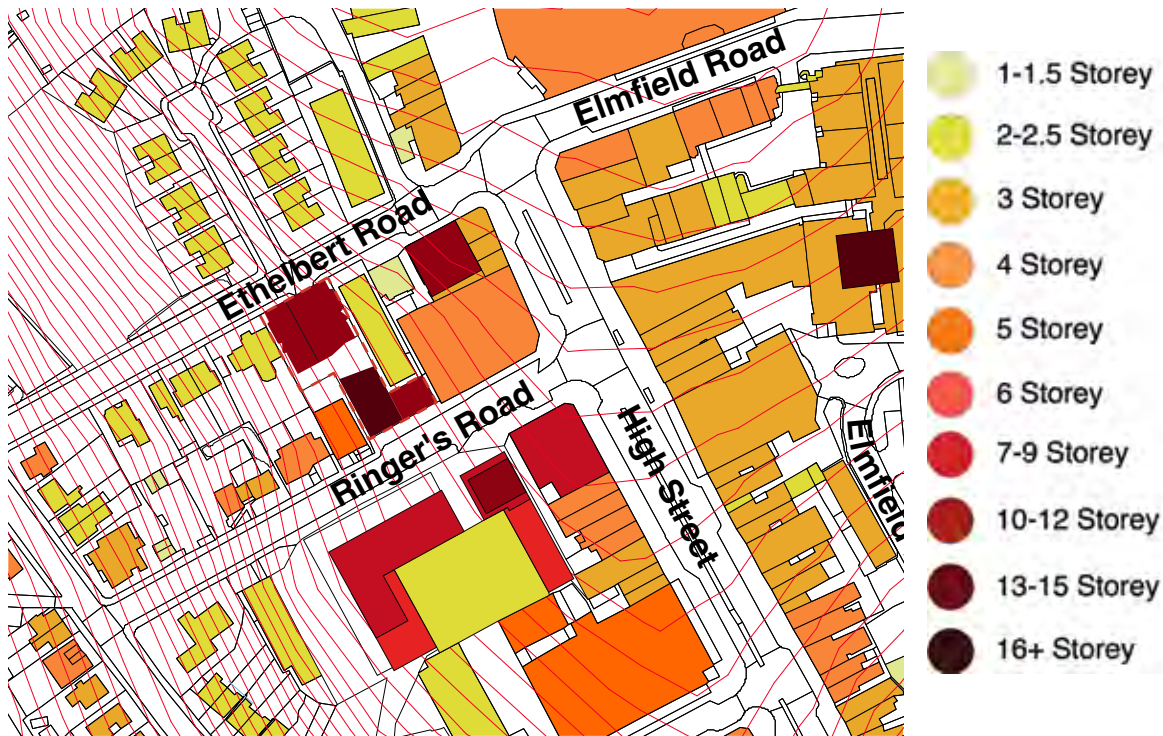 Elmfield Road
Ethelbert Road
Ringer's Road
High Street
Elmfield
1-1.5 Storey
2-2.5 Storey
3 Storey
4 Storey
5 Storey
6 Storey
7-9 Storey
10-12 Storey
13-15 Storey
16+ Storey